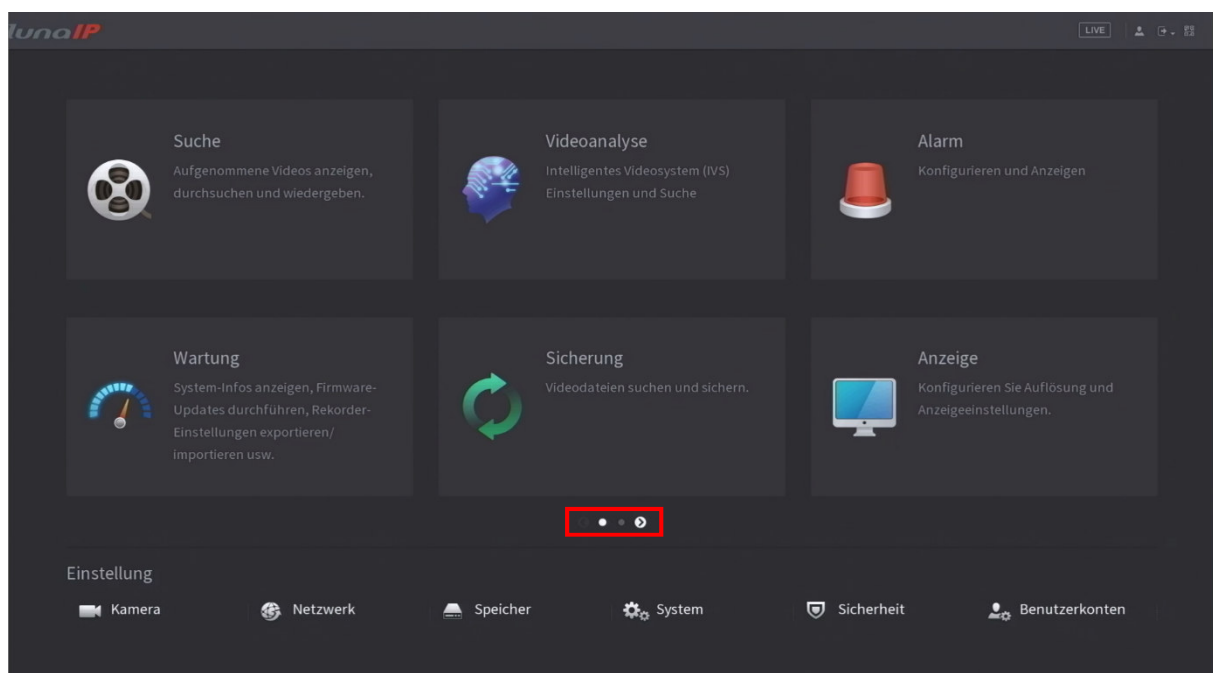 lunaIP
LIVE
Suche
Aufgenommene Videos anzeigen,
durchsuchen und wiedergeben.
Videoanalyse
Intelligentes Videosystem (IVS)
Einstellungen und Suche
Alarm
Konfigurieren und Anzeigen
Wartung
System-Infos anzeigen, Firmware-
Updates durchführen, Rekorder-
Einstellungen exportieren/
importieren usw.
Sicherung
Videodateien suchen und sichern.
Anzeige
Konfigurieren Sie Auflösung und
Anzeigeeinstellungen.
Einstellung
Kamera
Netzwerk
Speicher
System
Sicherheit
Benutzerkonten